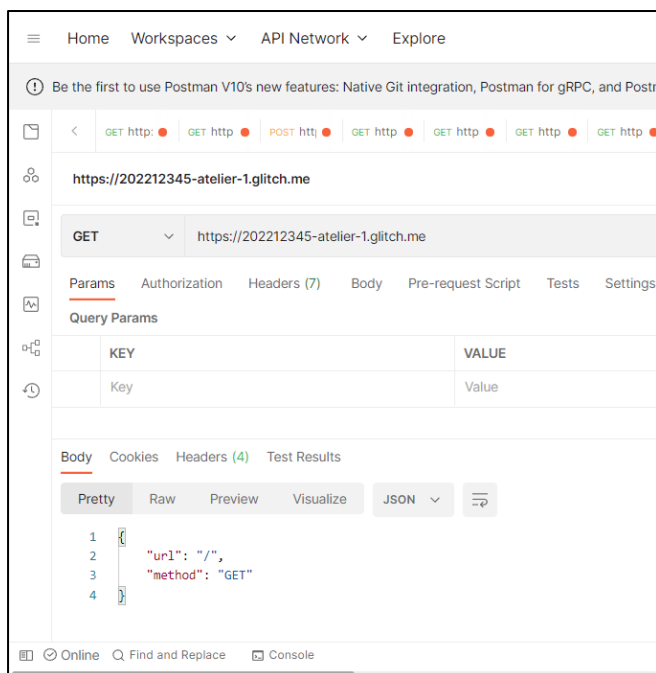 Home Workspaces API Network Explore
Be the first to use Postman V10's new features: Native Git integration, Postman for gRPC, and
GET http: GET http POST htt GET http GET http GET http GET http
https://202212345-atelier-1.glitch.me
GET https://202212345-atelier-1.glitch.me
Params Authorization Headers (7) Body Pre-request Script Tests Settings
Query Params
KEY VALUE
Key Value
Body Cookies Headers (4) Test Results
Pretty Raw Preview Visualize JSON
1 {
2 "url": "/",
3 "method": "GET"
4 }
Online Find and Replace Console